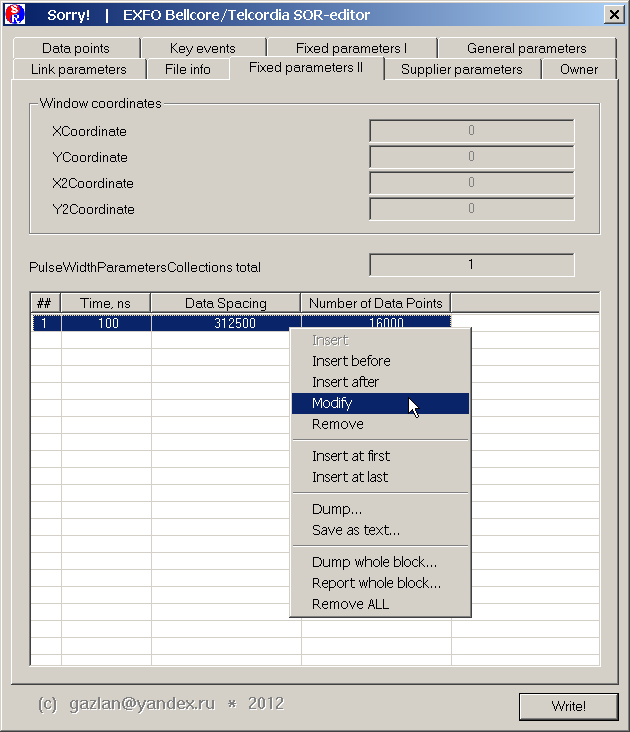 Sorry! | EXFO Bellcore/Telcordia SOR-editor
Data points Key events Fixed parameters I General parameters
Link parameters File info Fixed parameters II Supplier parameters Owner
Window coordinates
XCoordinate 0
YCoordinate 0
X2Coordinate 0
Y2Coordinate 0
PulseWidthParametersCollections total 1
## Time, ns Data Spacing Number of Data Points
1 100 312500 16000
Insert
Insert before
Insert after
Modify
Remove
Insert at first
Insert at last
Dump...
Save as text...
Dump whole block...
Report whole block...
Remove ALL
(c) gazlan@yandex.ru * 2012
Write!